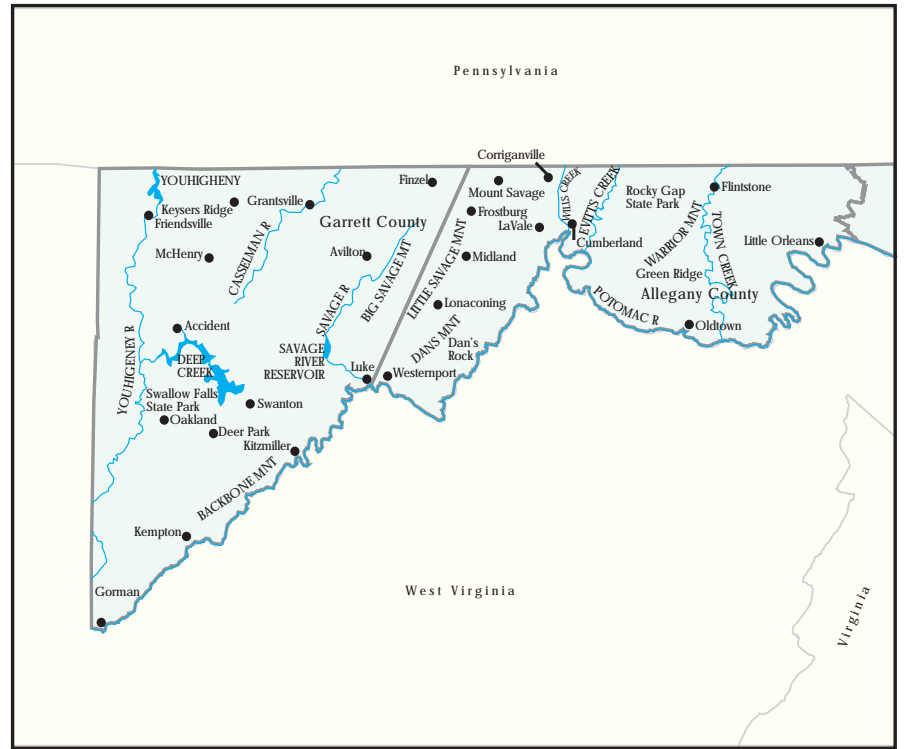 Pennsylvania
Corriganville
YOUHIGHENY
Finzel
Mount Savage
MILLS CREEK
EVITTS CREEK
Rocky Gap
State Park
Flintstone
Keysers Ridge
Friendsville
Grantsville
Garrett County
Frostburg
LaVale
Cumberland
WARRIOR MNT
TOWN CREEK
Little Orleans
McHenry
CASSELMAN R
Avilton
BIG SAVAGE MT
LITTLE SAVAGE MNT
Midland
Green Ridge
Allegany County
SAVAGE R
Lonaconing
POTOMAC R
Oldtown
Accident
YOUHIGENEY R
DEEP
CREEK
SAVAGE
RIVER
RESERVOIR
DANS MNT
Dan's
Rock
Luke
Westernport
Swallow Falls
State Park
Swanton
Oakland
Deer Park
Kitzmiller
BACKBONE MNT
Kempton
Gorman
West Virginia
Virginia